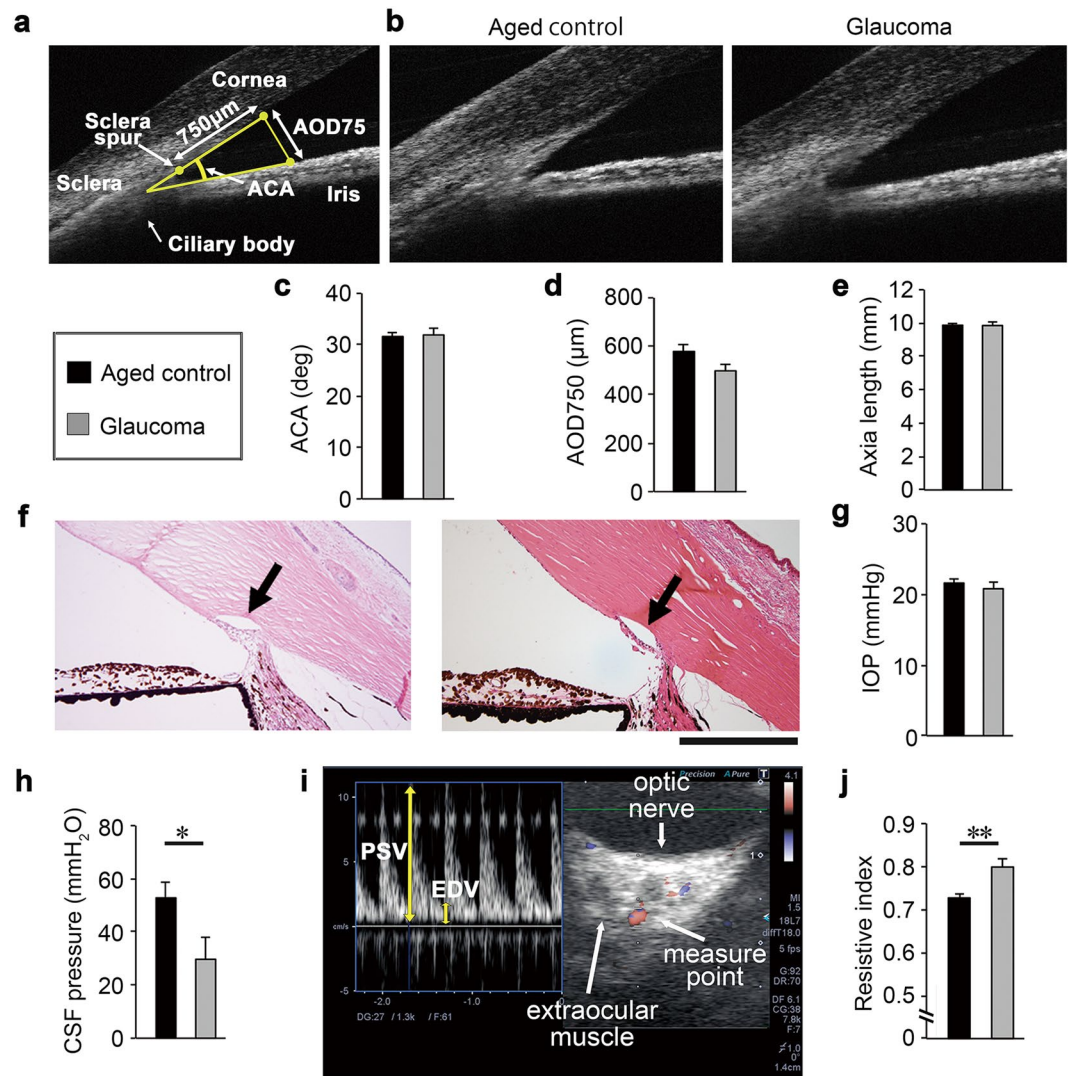 a
Cornea
750μm
AOD75
Sclera
spur
Sclera
ACA
Iris
Ciliary body
b
Aged control
Glaucoma
Aged control
Glaucoma
c
40
30
20
10
0
ACA (deg)
d
800
600
400
200
0
AOD750 (μm)
e
12
10
8
6
4
2
0
Axia length (mm)
f
g
30
20
10
0
IOP (mmHg)
h
80
60
40
20
0
CSF pressure (mmH2O)
*
i
10
5
cm/s
-5
-2.0
-1.0
0
PSV
EDV
DG:27 / 1.3k / F:61
Precision A Pure T
4.1
optic
nerve
1
measure
point
extraocular
muscle
MI
1.5
18L7
diffT18.0
5 fps
G:92
DR:70
DF 6.1
CG:38
7.8k
F:7
1.0
0°
1.4cm
j
0.9
0.8
0.7
0.6
0.5
0
Resistive index
**